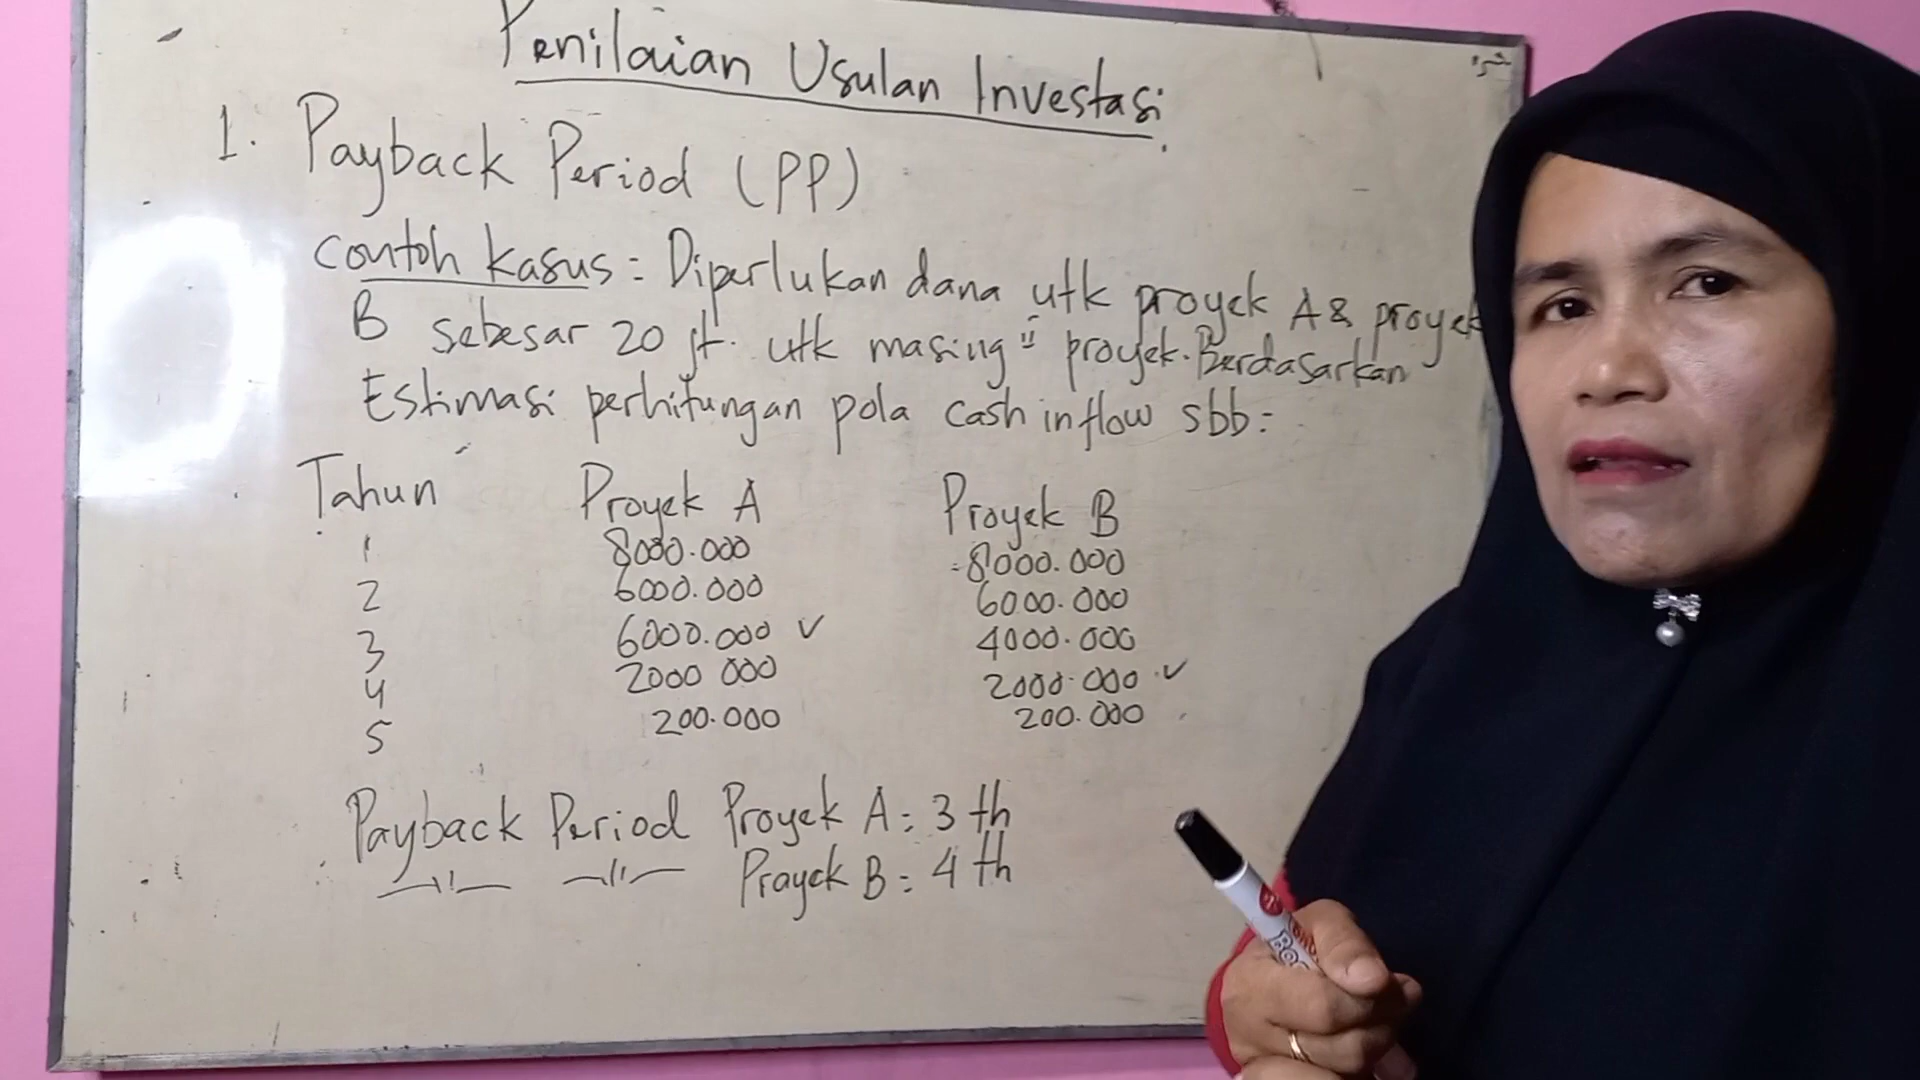 Penilaian Usulan Investasi
1. Payback Period (PP)
Contoh kasus: Diperlukan dana utk proyek A & proyek
B sebesar 20 jt. utk masing" proyek. Berdasarkan
Estimasi perhitungan pola cash inflow sbb:
Tahun Proyek A Proyek B
1 8000.000 8000.000
2 6000.000 6000.000
3 6000.000 v 4000.000
4 2000 000 2000.000 v
5 200.000 200.000
Payback Period Proyek A: 3 th
—"— —"— Proyek B: 4 th